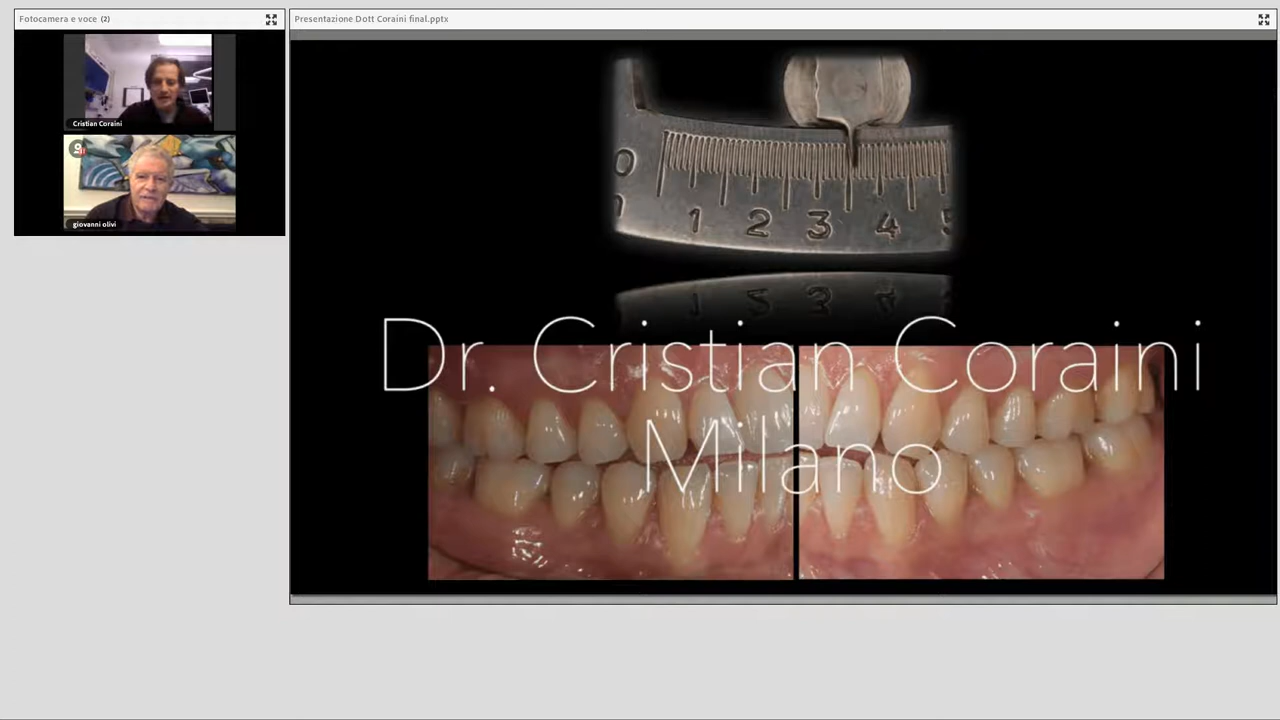 Fotocamera e voce (2)
Cristian Coraini
giovanni olivi
Presentazione Dott Coraini final.pptx
0
1 2 3 4 5
Dr. Cristian Coraini
Milano